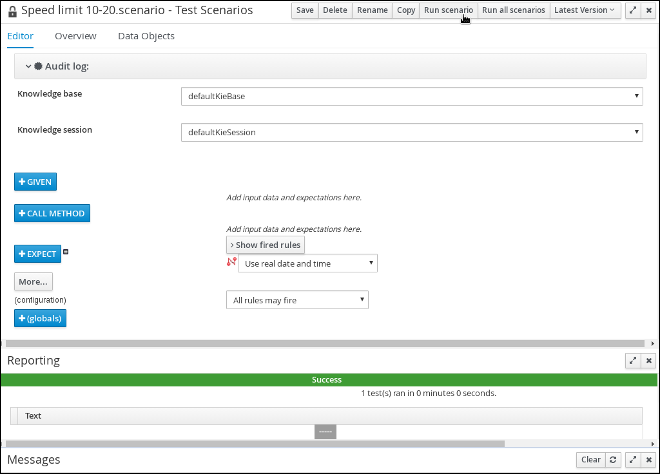 Speed limit 10-20.scenario - Test Scenarios
Save Delete Rename Copy Run scenario Run all scenarios Latest Version
Editor Overview Data Objects
Audit log:
Knowledge base defaultKieBase
Knowledge session defaultKieSession
+ GIVEN
Add input data and expectations here.
+ CALL METHOD
Add input data and expectations here.
> Show fired rules
+ EXPECT
Use real date and time
More...
(configuration) All rules may fire
+ (globals)
Reporting
Success
1 test(s) ran in 0 minutes 0 seconds.
Text
Messages Clear